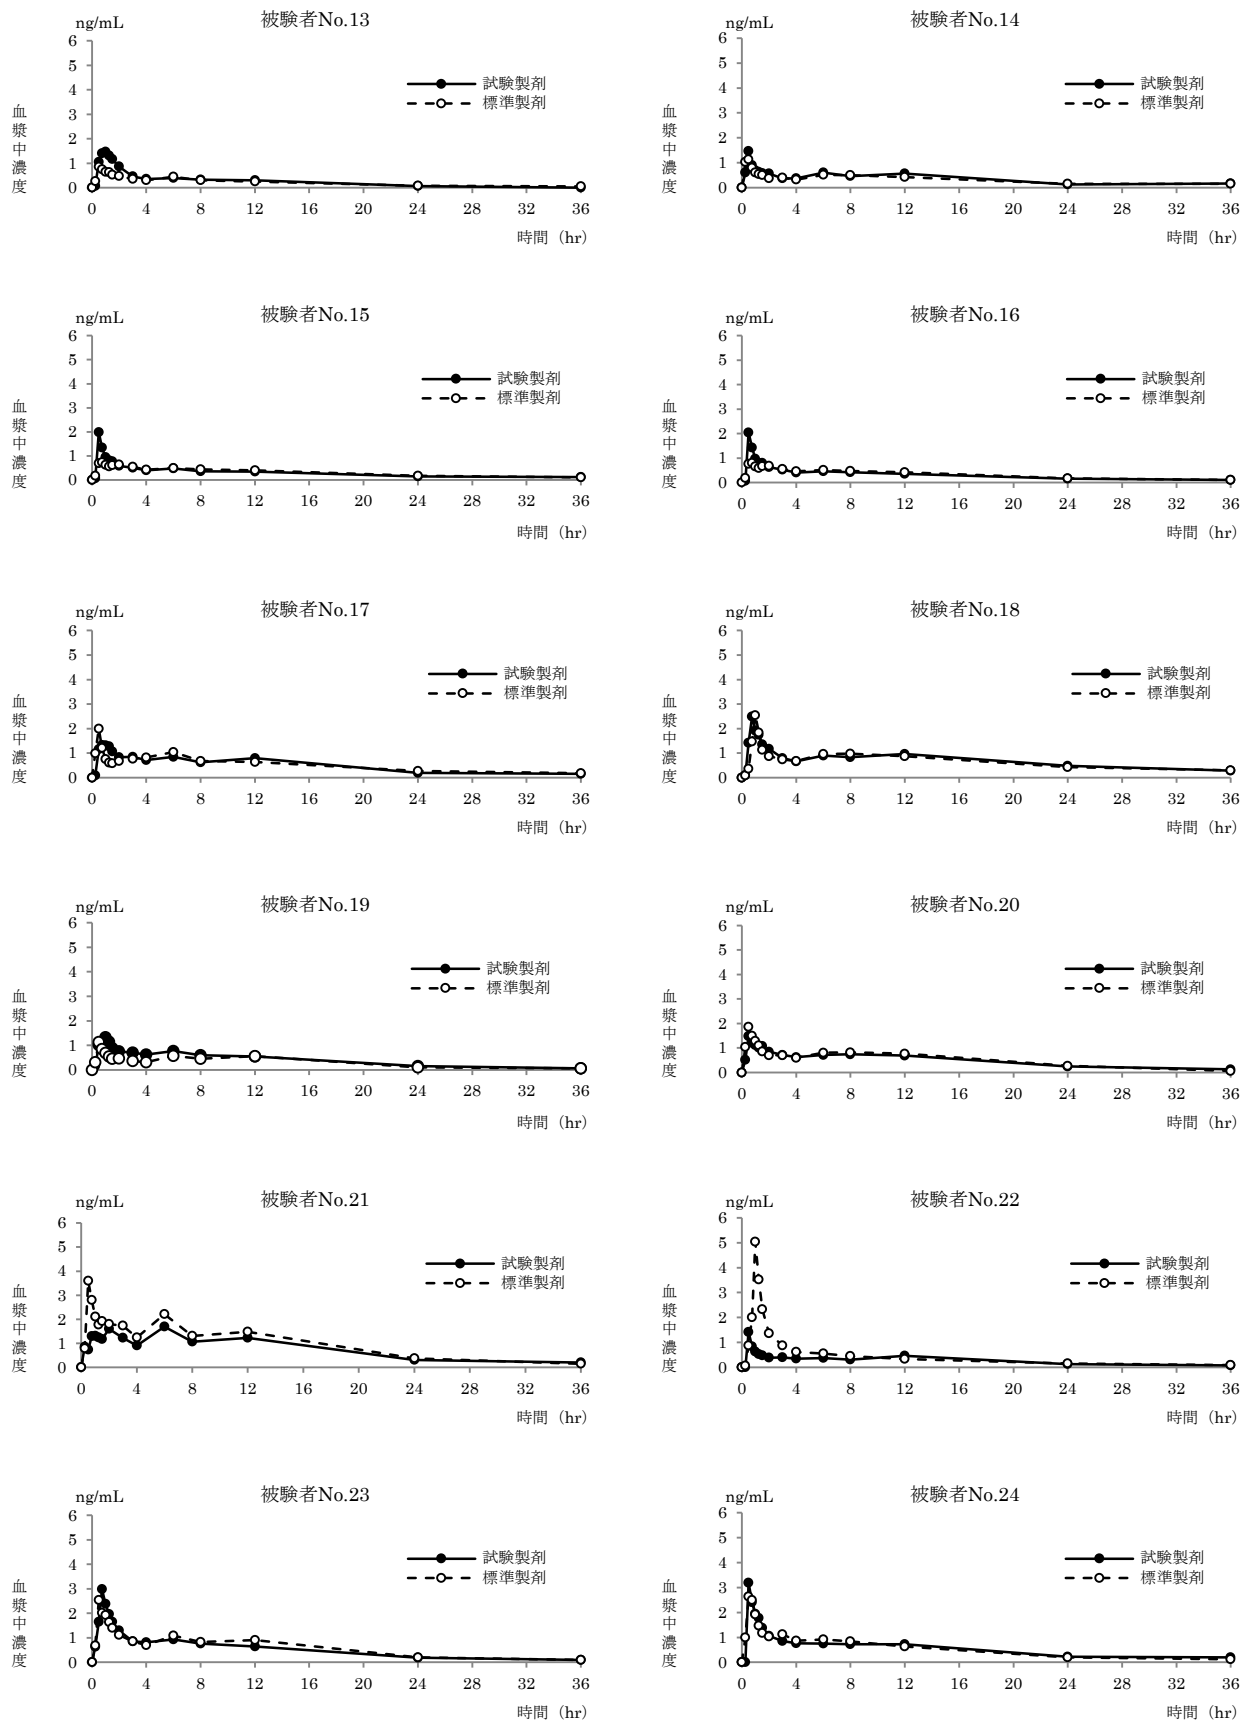 ng/mL
被験者No.13
6
5
4
3
2
1
0
血漿中濃度
試験製剤
標準製剤
0 4 8 12 16 20 24 28 32 36
時間（hr）
ng/mL
被験者No.14
6
5
4
3
2
1
0
血漿中濃度
試験製剤
標準製剤
0 4 8 12 16 20 24 28 32 36
時間（hr）
ng/mL
被験者No.15
6
5
4
3
2
1
0
血漿中濃度
試験製剤
標準製剤
0 4 8 12 16 20 24 28 32 36
時間（hr）
ng/mL
被験者No.16
6
5
4
3
2
1
0
血漿中濃度
試験製剤
標準製剤
0 4 8 12 16 20 24 28 32 36
時間（hr）
ng/mL
被験者No.17
6
5
4
3
2
1
0
血漿中濃度
試験製剤
標準製剤
0 4 8 12 16 20 24 28 32 36
時間（hr）
ng/mL
被験者No.18
6
5
4
3
2
1
0
血漿中濃度
試験製剤
標準製剤
0 4 8 12 16 20 24 28 32 36
時間（hr）
ng/mL
被験者No.19
6
5
4
3
2
1
0
血漿中濃度
試験製剤
標準製剤
0 4 8 12 16 20 24 28 32 36
時間（hr）
ng/mL
被験者No.20
6
5
4
3
2
1
0
血漿中濃度
試験製剤
標準製剤
0 4 8 12 16 20 24 28 32 36
時間（hr）
ng/mL
被験者No.21
6
5
4
3
2
1
0
血漿中濃度
試験製剤
標準製剤
0 4 8 12 16 20 24 28 32 36
時間（hr）
ng/mL
被験者No.22
6
5
4
3
2
1
0
血漿中濃度
試験製剤
標準製剤
0 4 8 12 16 20 24 28 32 36
時間（hr）
ng/mL
被験者No.23
6
5
4
3
2
1
0
血漿中濃度
試験製剤
標準製剤
0 4 8 12 16 20 24 28 32 36
時間（hr）
ng/mL
被験者No.24
6
5
4
3
2
1
0
血漿中濃度
試験製剤
標準製剤
0 4 8 12 16 20 24 28 32 36
時間（hr）